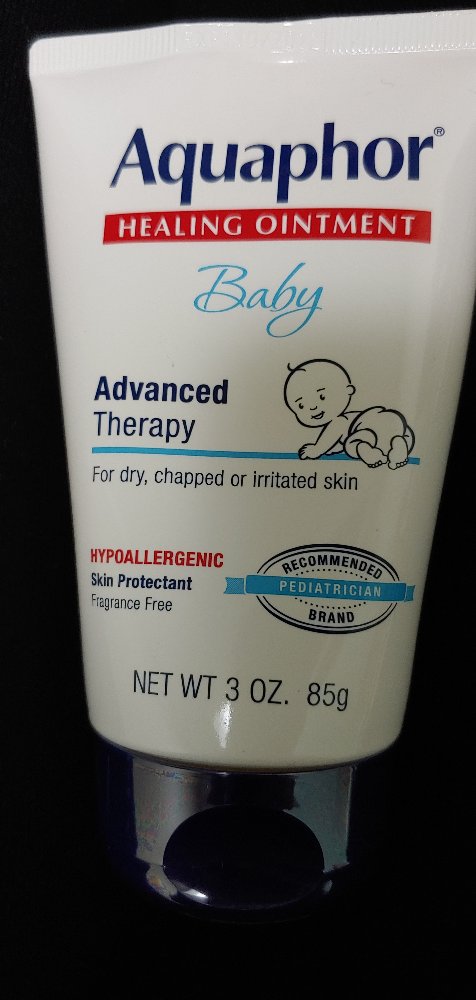 Aquaphor®
HEALING OINTMENT
Baby
Advanced
Therapy
For dry, chapped or irritated skin
HYPOALLERGENIC
Skin Protectant
Fragrance Free
RECOMMENDED
PEDIATRICIAN
BRAND
NET WT 3 OZ. 85g